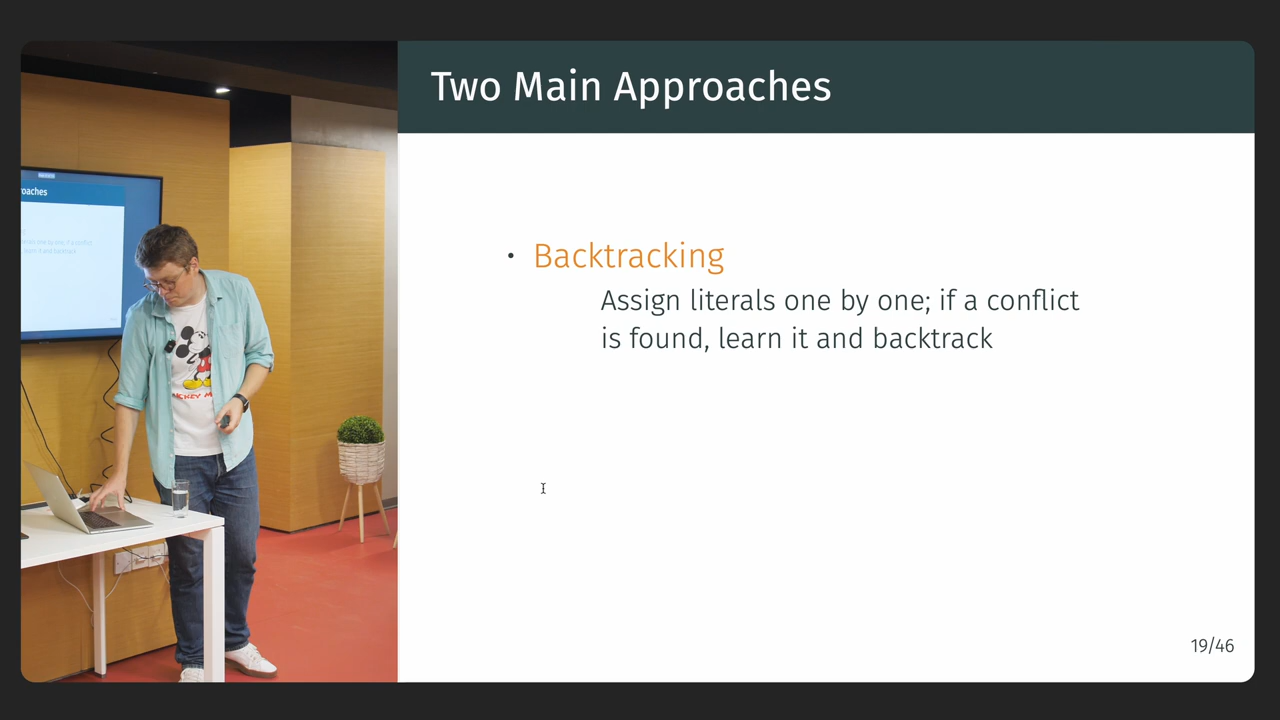 Two Main Approaches
• Backtracking
Assign literals one by one; if a conflict
is found, learn it and backtrack
19/46
oaches